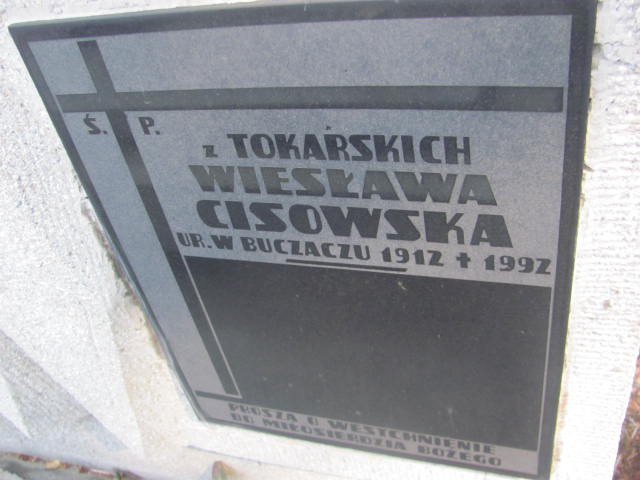 Ś. P.
z TOKARSKICH
WIESŁAWA
CISOWSKA
UR. W BUCZACZU 1912 ✝ 1992
PROSZĄ O WESTCHNIENIE
DO MIŁOSIERDZIA BOŻEGO